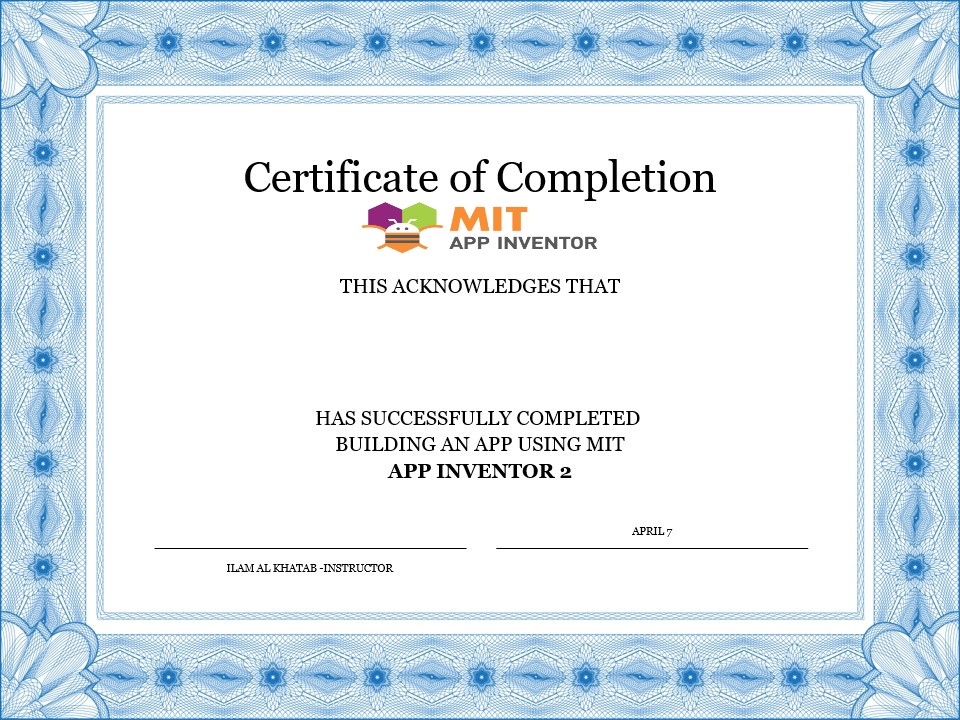 Certificate of Completion
MIT
APP INVENTOR
THIS ACKNOWLEDGES THAT
HAS SUCCESSFULLY COMPLETED
BUILDING AN APP USING MIT
APP INVENTOR 2
APRIL 7
ILAM AL KHATAB -INSTRUCTOR